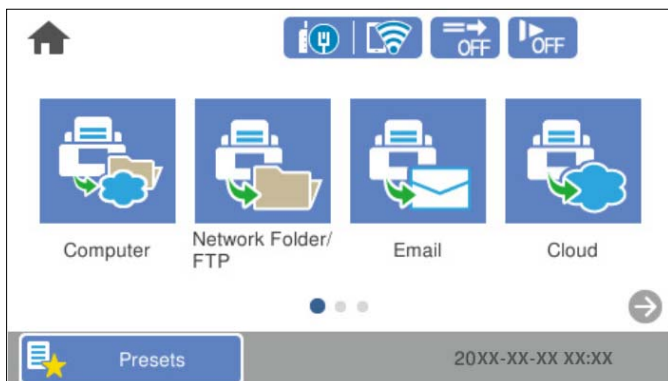 OFF
OFF
Computer
Network Folder/
FTP
Email
Cloud
Presets
20XX-XX-XX XX:XX